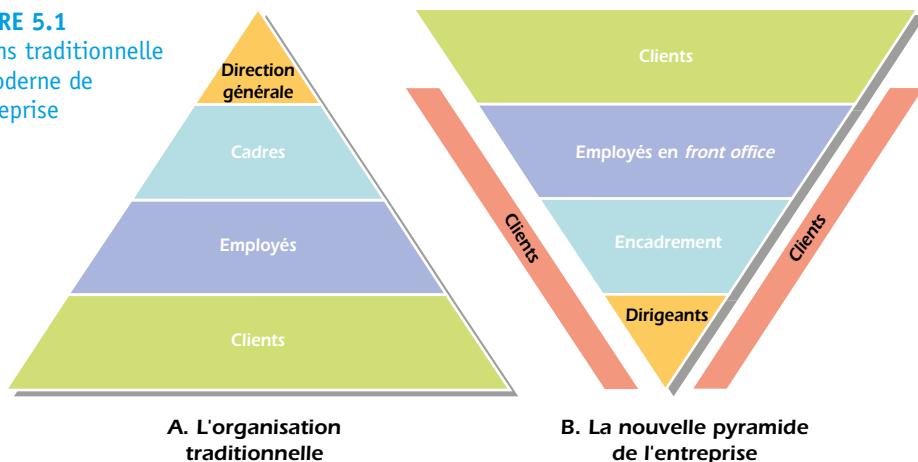 RE 5.1
ns traditionnelle
oderne de
reprise
Direction
générale
Cadres
Employés
Clients
A. L'organisation
traditionnelle
Clients
Employés en front office
Encadrement
Dirigeants
Clients
Clients
B. La nouvelle pyramide
de l'entreprise